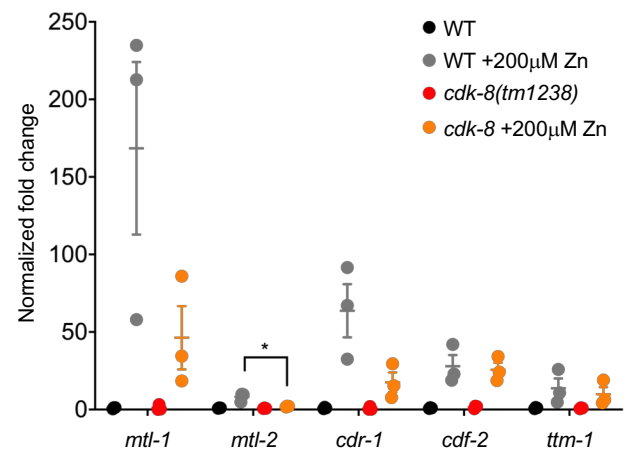 250
200
150
100
50
0
Normalized fold change
WT
WT +200μM Zn
cdk-8(tm1238)
cdk-8 +200μM Zn
*
mtl-1 mtl-2 cdr-1 cdf-2 ttm-1